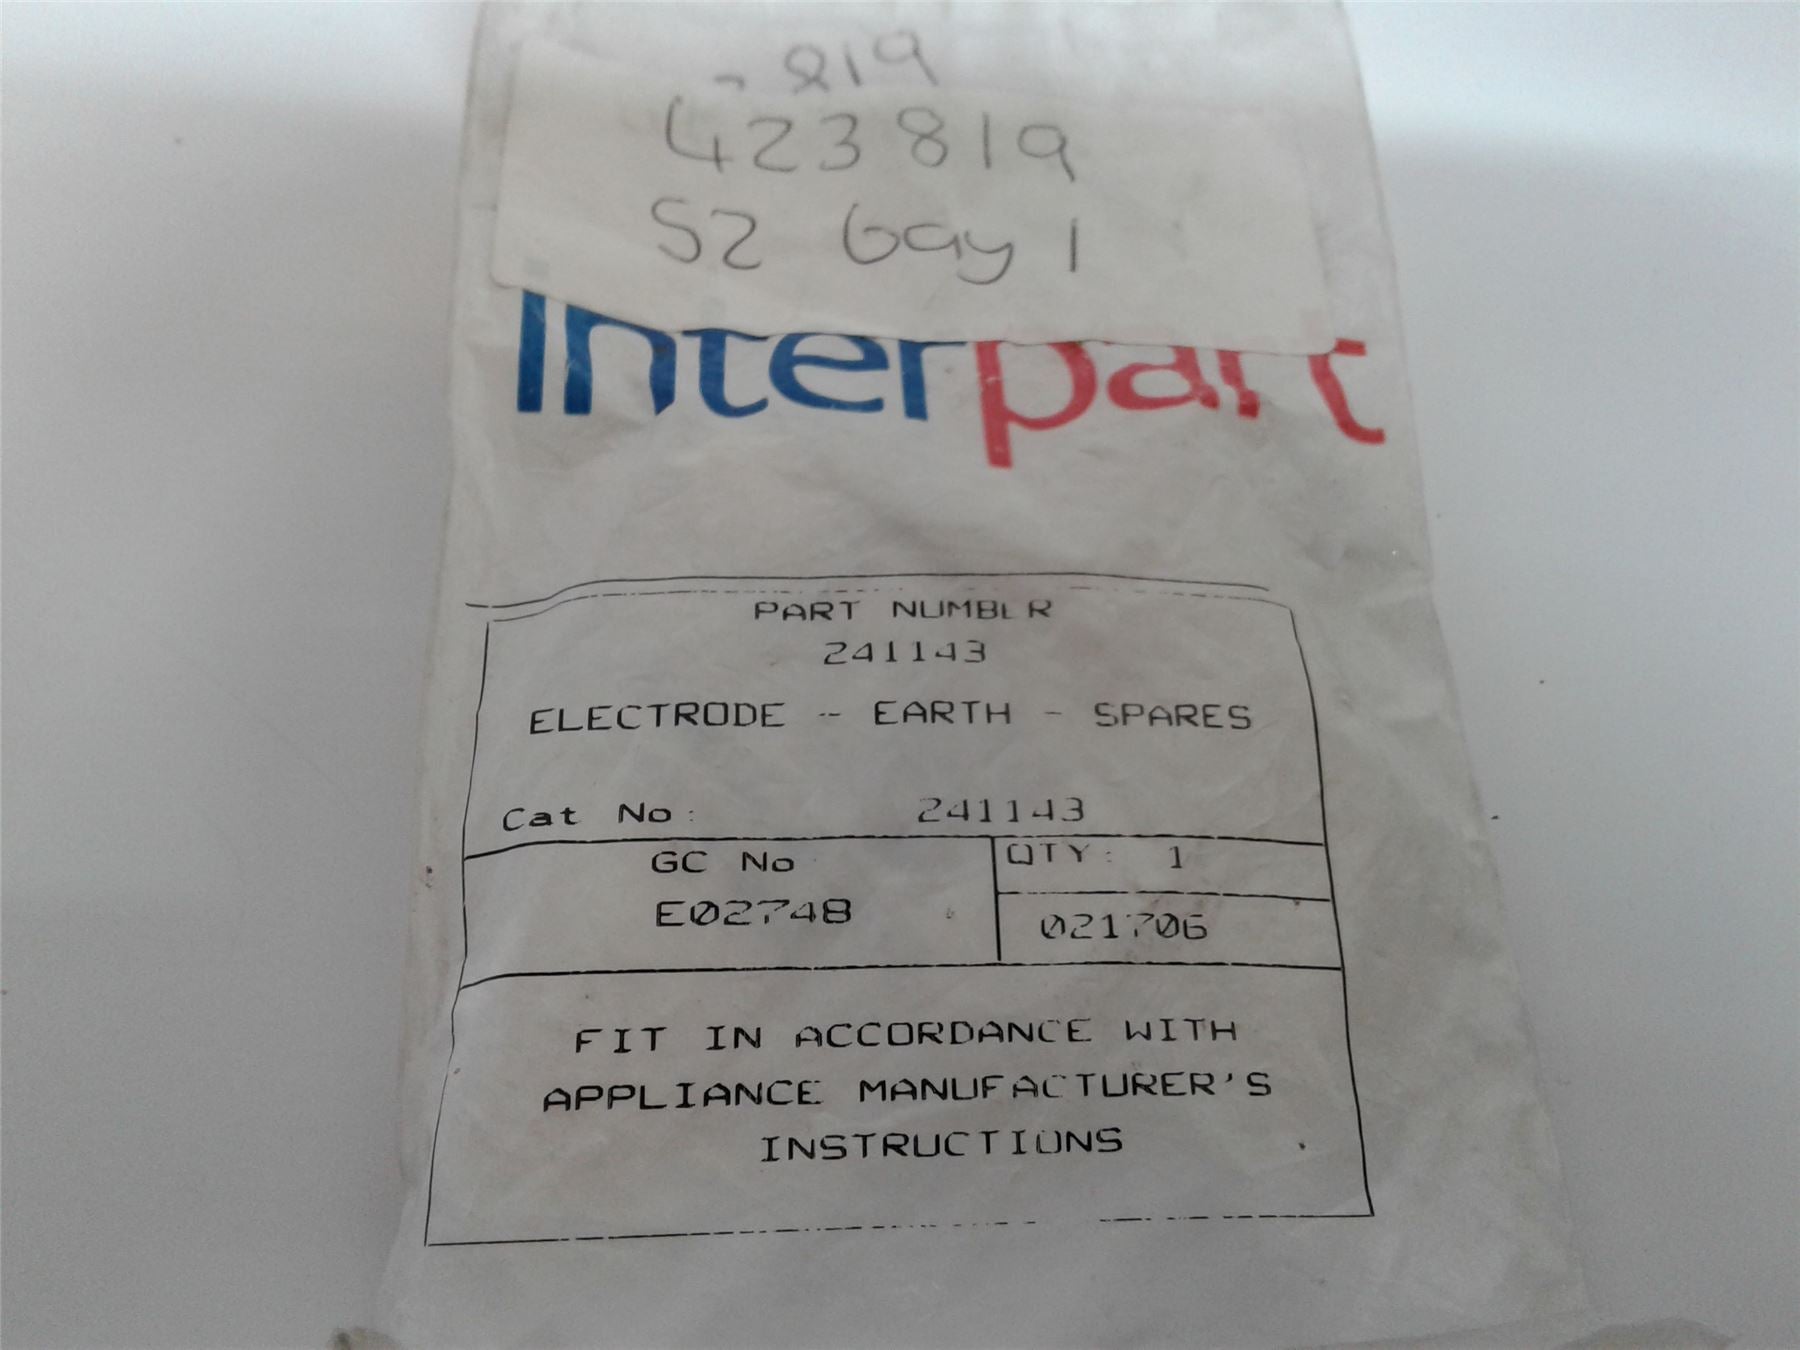 - 819
423819
S2 bay 1
Interpart
PART NUMBER
241143
ELECTRODE - EARTH - SPARES
Cat No: 241143
GC No
E02748
QTY: 1
021706
FIT IN ACCORDANCE WITH
APPLIANCE MANUFACTURER'S
INSTRUCTIONS